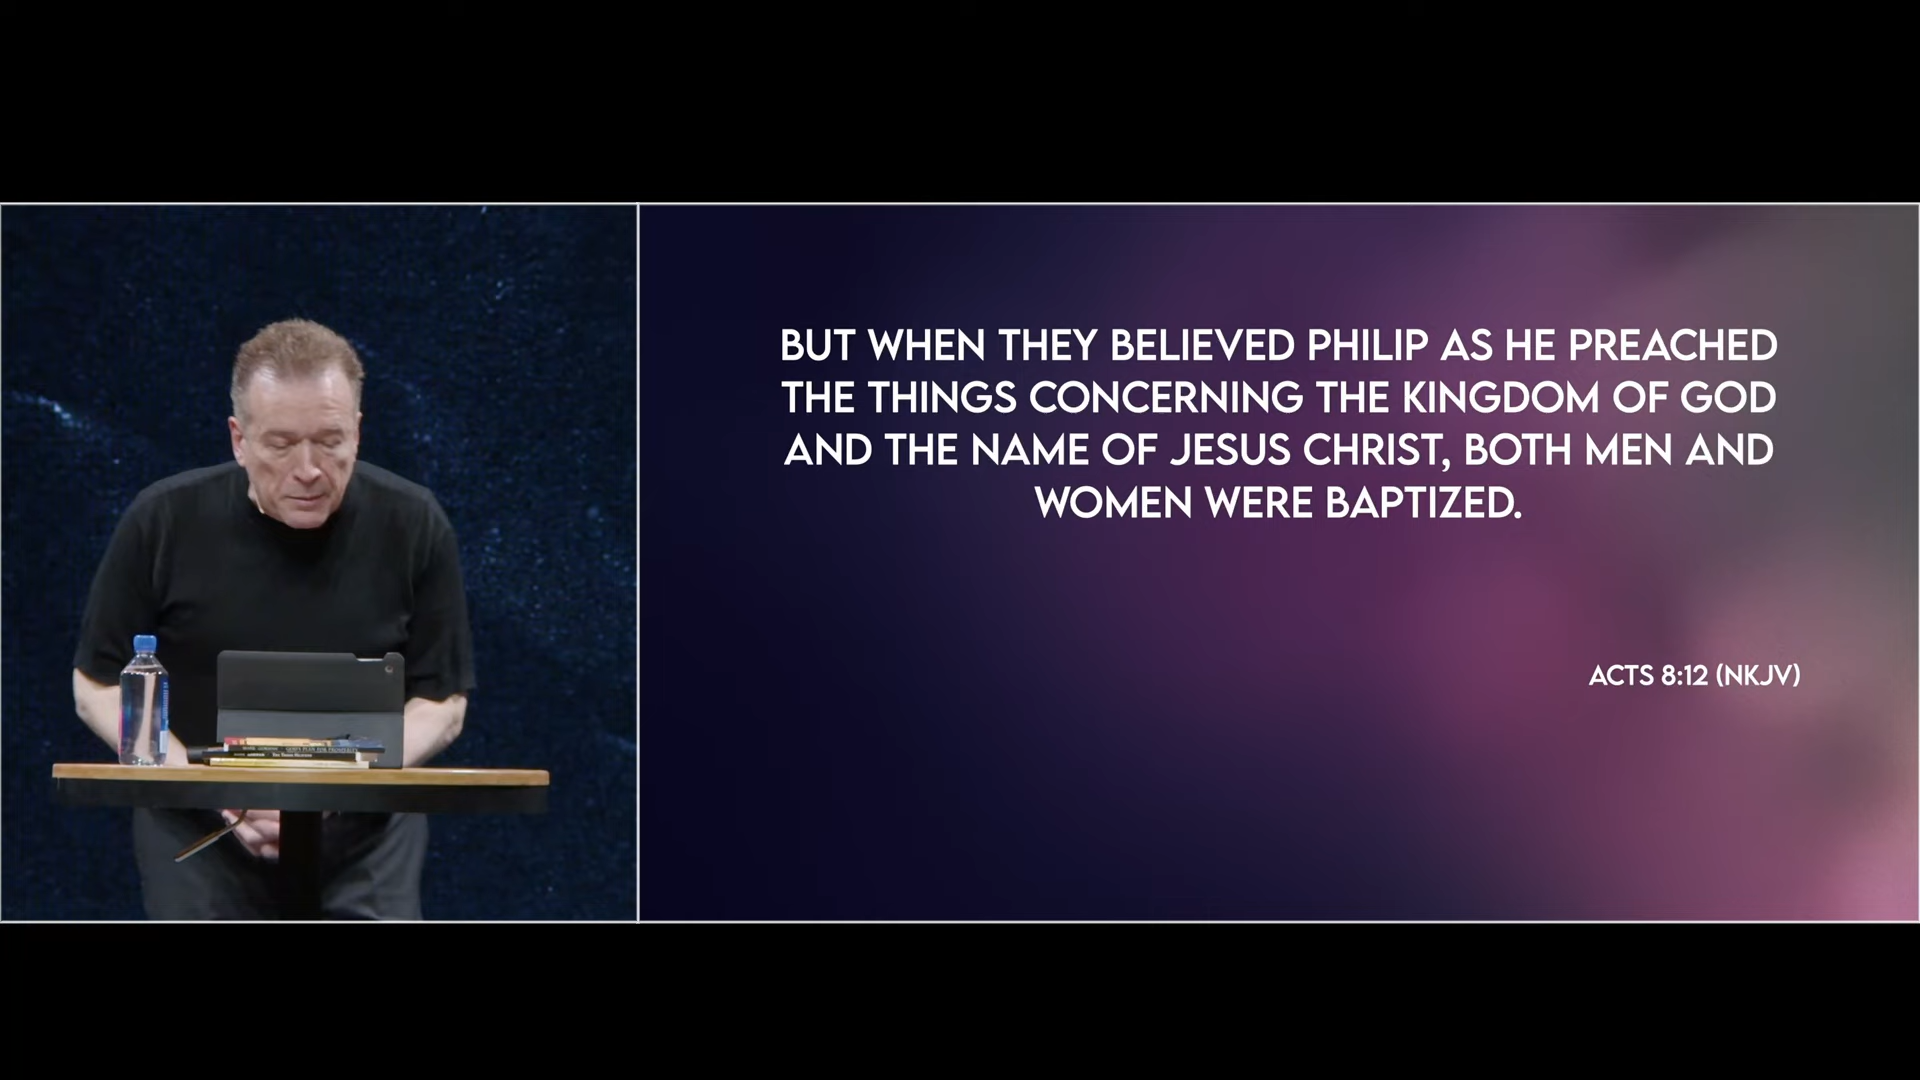 BUT WHEN THEY BELIEVED PHILIP AS HE PREACHED
THE THINGS CONCERNING THE KINGDOM OF GOD
AND THE NAME OF JESUS CHRIST, BOTH MEN AND
WOMEN WERE BAPTIZED.
ACTS 8:12 (NKJV)